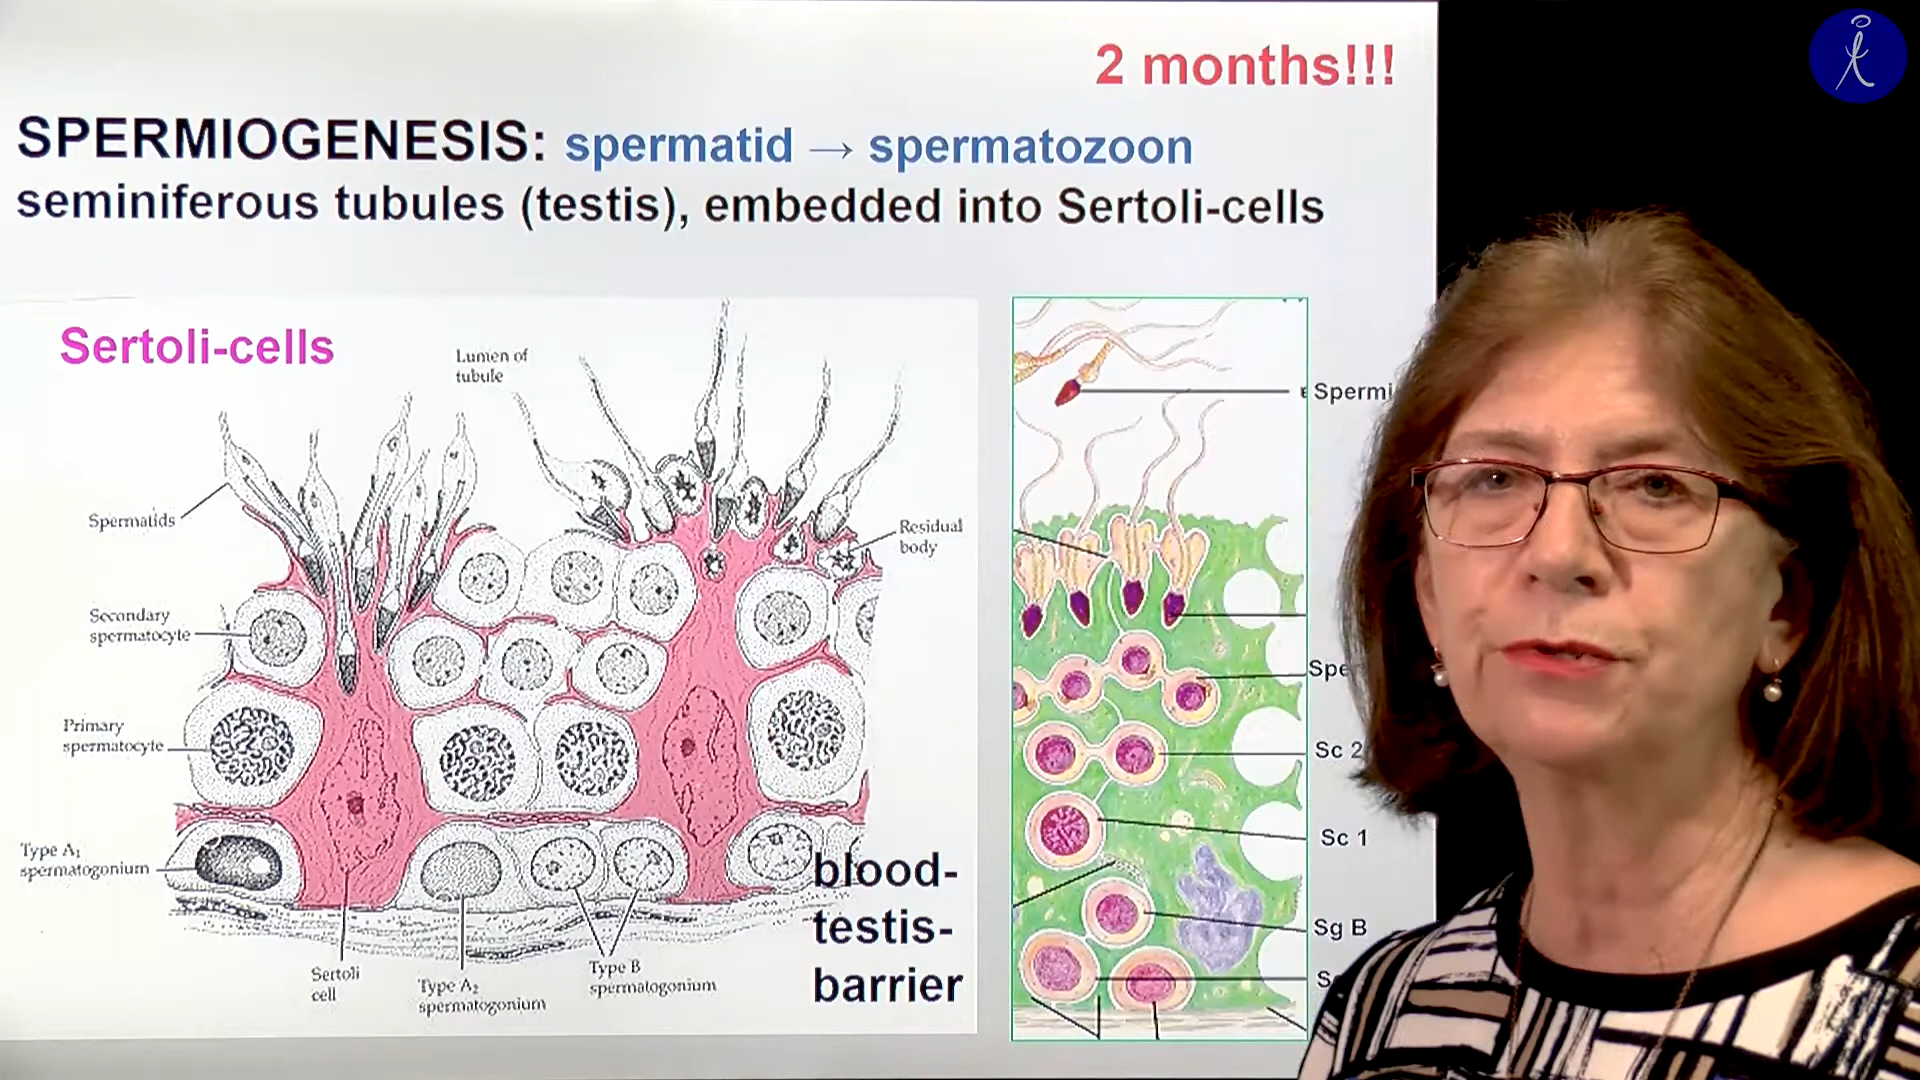 2 months!!!
SPERMIOGENESIS: spermatid → spermatozoon
seminiferous tubules (testis), embedded into Sertoli-cells
Sertoli-cells
Lumen of
tubule
Spermatids
Residual
body
Secondary
spermatocyte
Primary
spermatocyte
Type A₁
spermatogonium
Sertoli
cell
Type A₂
spermatogonium
Type B
spermatogonium
blood-
testis-
barrier
Spermi
Spe
Sc 2
Sc 1
Sg B